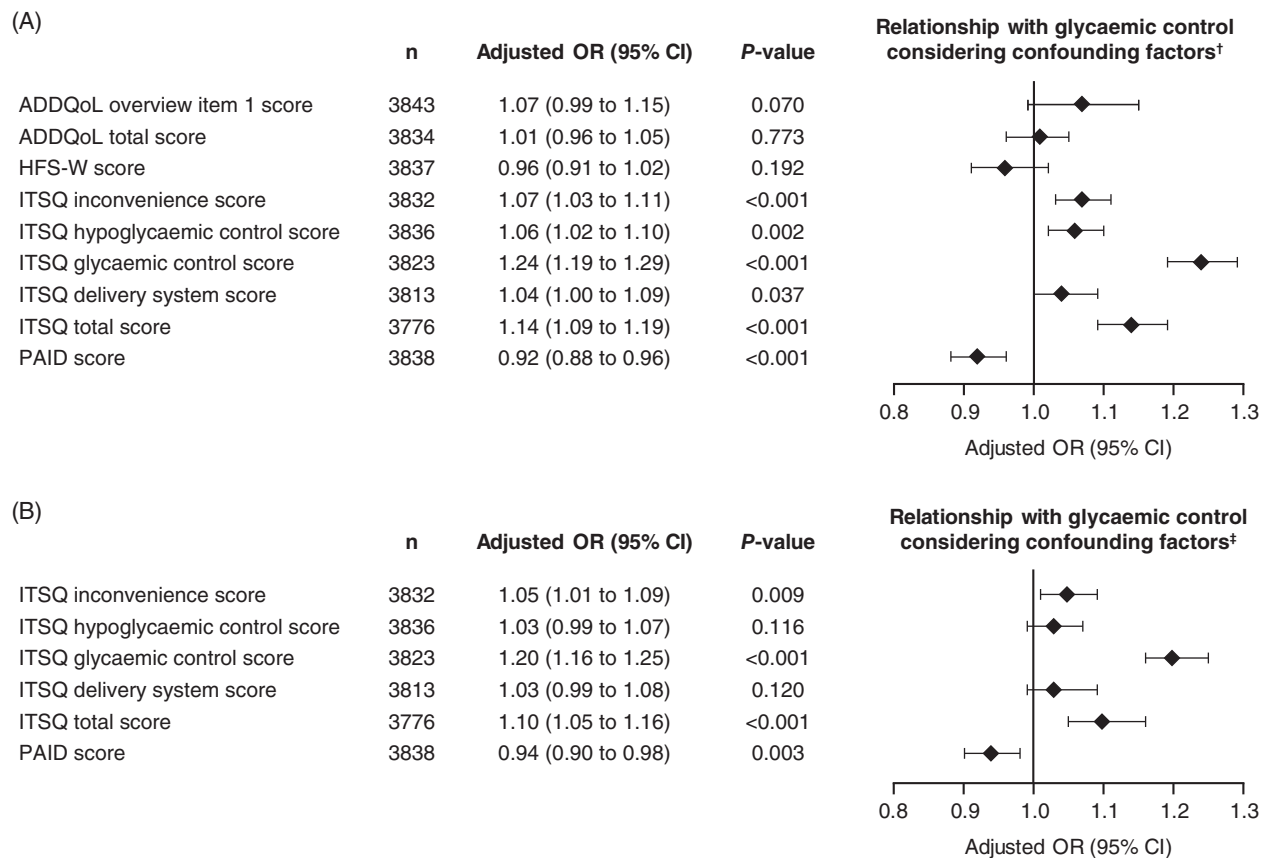 (A)
Relationship with glycaemic control
considering confounding factors†
n Adjusted OR (95% CI) P-value
ADDQoL overview item 1 score 3843 1.07 (0.99 to 1.15) 0.070
ADDQoL total score 3834 1.01 (0.96 to 1.05) 0.773
HFS-W score 3837 0.96 (0.91 to 1.02) 0.192
ITSQ inconvenience score 3832 1.07 (1.03 to 1.11) <0.001
ITSQ hypoglycaemic control score 3836 1.06 (1.02 to 1.10) 0.002
ITSQ glycaemic control score 3823 1.24 (1.19 to 1.29) <0.001
ITSQ delivery system score 3813 1.04 (1.00 to 1.09) 0.037
ITSQ total score 3776 1.14 (1.09 to 1.19) <0.001
PAID score 3838 0.92 (0.88 to 0.96) <0.001
0.8 0.9 1.0 1.1 1.2 1.3
Adjusted OR (95% CI)
(B)
Relationship with glycaemic control
considering confounding factors‡
n Adjusted OR (95% CI) P-value
ITSQ inconvenience score 3832 1.05 (1.01 to 1.09) 0.009
ITSQ hypoglycaemic control score 3836 1.03 (0.99 to 1.07) 0.116
ITSQ glycaemic control score 3823 1.20 (1.16 to 1.25) <0.001
ITSQ delivery system score 3813 1.03 (0.99 to 1.08) 0.120
ITSQ total score 3776 1.10 (1.05 to 1.16) <0.001
PAID score 3838 0.94 (0.90 to 0.98) 0.003
0.8 0.9 1.0 1.1 1.2 1.3
Adjusted OR (95% CI)